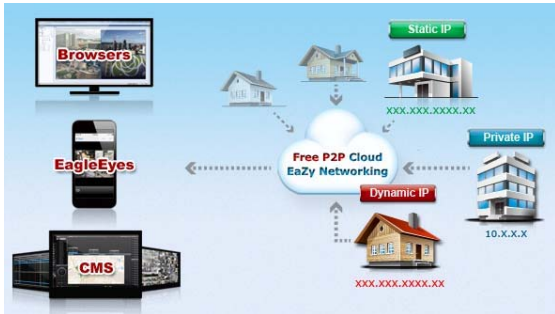 Browsers
EagleEyes
CMS
Free P2P Cloud
EaZy Networking
Static IP
XXX.XXX.XXXX.XX
Private IP
10.X.X.X
Dynamic IP
XXX.XXX.XXXX.XX